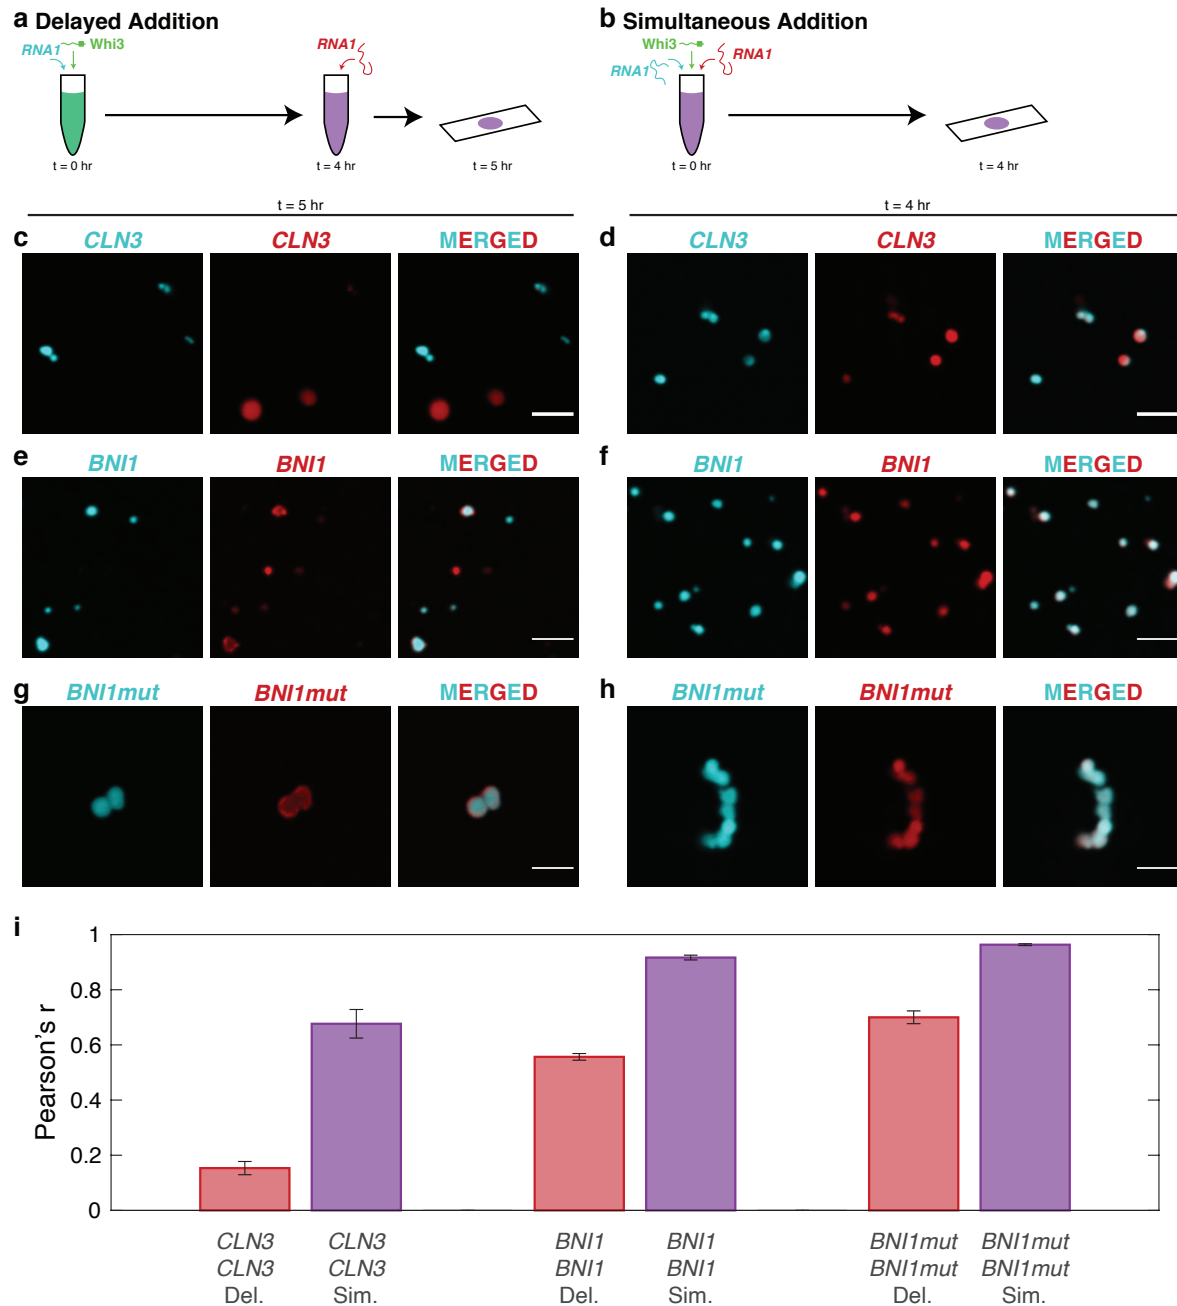 a Delayed Addition
RNA1
Whi3
RNA1
t = 0 hr
t = 4 hr
t = 5 hr
b Simultaneous Addition
Whi3
RNA1
RNA1
t = 0 hr
t = 4 hr
t = 5 hr
t = 4 hr
c CLN3 CLN3 MERGED
d CLN3 CLN3 MERGED
e BNI1 BNI1 MERGED
f BNI1 BNI1 MERGED
g BNI1mut BNI1mut MERGED
h BNI1mut BNI1mut MERGED
i
Pearson's r
1
0.8
0.6
0.4
0.2
0
CLN3 CLN3 BNI1 BNI1 BNI1mut BNI1mut
CLN3 CLN3 BNI1 BNI1 BNI1mut BNI1mut
Del. Sim. Del. Sim. Del. Sim.